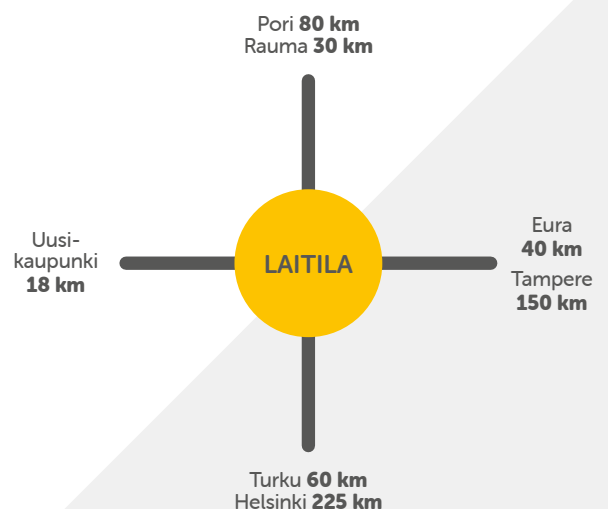 Pori 80 km
Rauma 30 km
Uusi-
kaupunki
18 km
LAITILA
Eura
40 km
Tampere
150 km
Turku 60 km
Helsinki 225 km